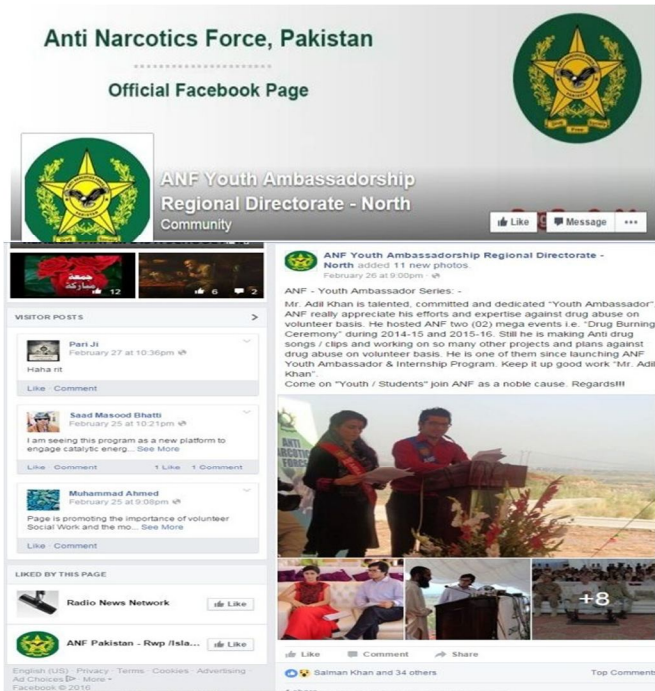 Anti Narcotics Force, Pakistan
Official Facebook Page
ANF Youth Ambassadorship
Regional Directorate - North
Community
Like Message
12
6 2
جمعة
مباركة
VISITOR POSTS
Pari Ji
February 27 at 10:36pm
Haha rit
Like · Comment
Saad Masood Bhatti
February 25 at 10:21pm
I am seeing this program as a new platform to
engage catalytic energ... See More
Like · Comment 1 Like · 1 Comment
Muhammad Ahmed
February 25 at 9:08pm
Page is promoting the importance of volunteer
Social Work and the mo... See More
Like · Comment
LIKED BY THIS PAGE
Radio News Network Like
ANF Pakistan - Rwp /Isla... Like
English (US) · Privacy · Terms · Cookies · Advertising
Ad Choices · More
Facebook © 2016
ANF Youth Ambassadorship Regional Directorate -
North added 11 new photos.
February 26 at 9:00pm ·
ANF - Youth Ambassador Series: -
Mr. Adil Khan is talented, committed and dedicated "Youth Ambassador".
ANF really appreciate his efforts and expertise against drug abuse on
volunteer basis. He hosted ANF two (02) mega events i.e. "Drug Burning
Ceremony" during 2014-15 and 2015-16. Still he is making Anti drug
songs / clips and working on so many other projects and plans against
drug abuse on volunteer basis. He is one of them since launching ANF
Youth Ambassador & Internship Program. Keep it up good work "Mr. Adil
Khan".
Come on "Youth / Students" join ANF as a noble cause. Regards!!!
ANTI
NARCOTICS
FORCE
+8
Like Comment Share
Salman Khan and 34 others Top Comments